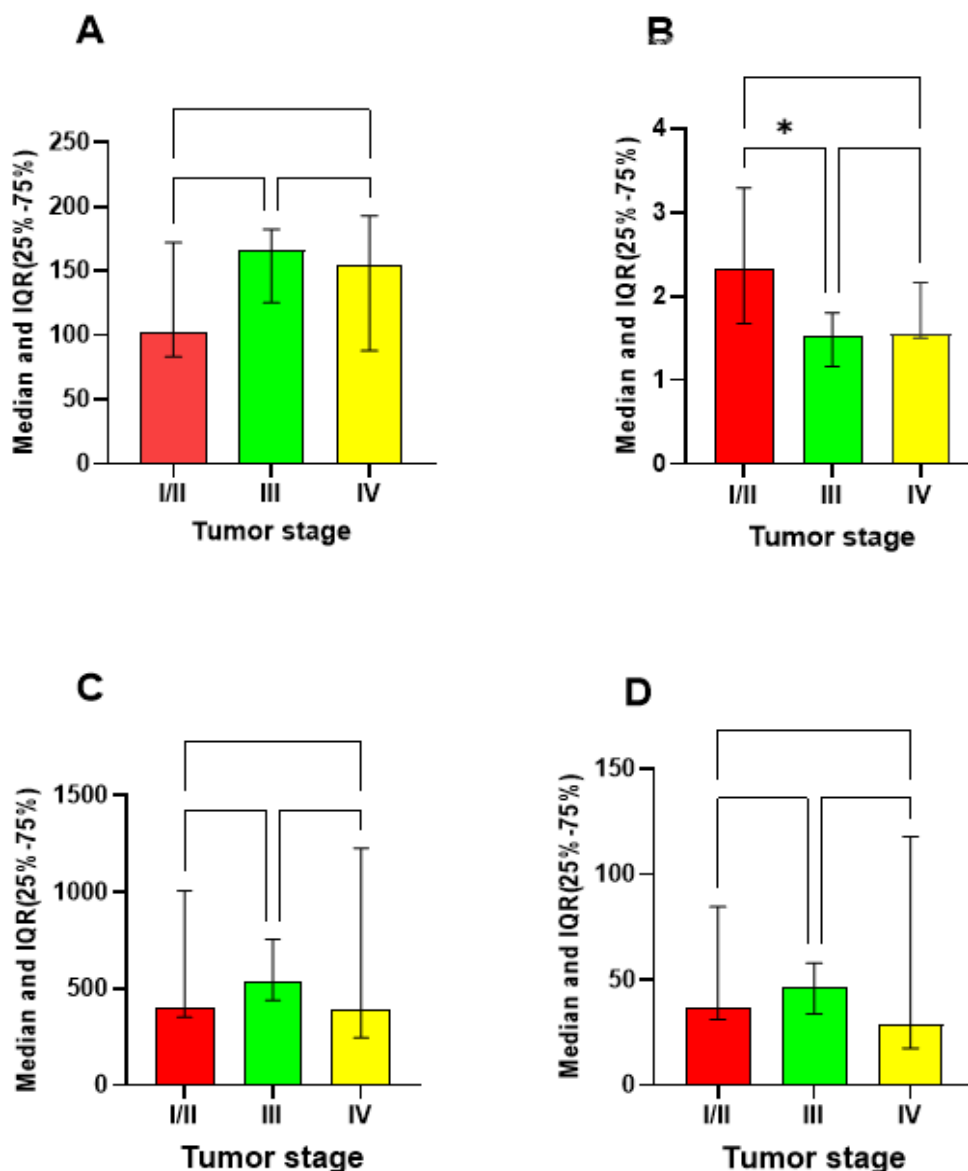 A
Median and IQR(25%-75%)
250
200
150
100
50
0
I/II III IV
Tumor stage
B
*
Median and IQR(25%-75%)
4
3
2
1
0
I/II III IV
Tumor stage
C
Median and IQR(25%-75%)
1500
1000
500
0
I/II III IV
Tumor stage
D
Median and IQR(25%-75%)
150
100
50
0
I/II III IV
Tumor stage